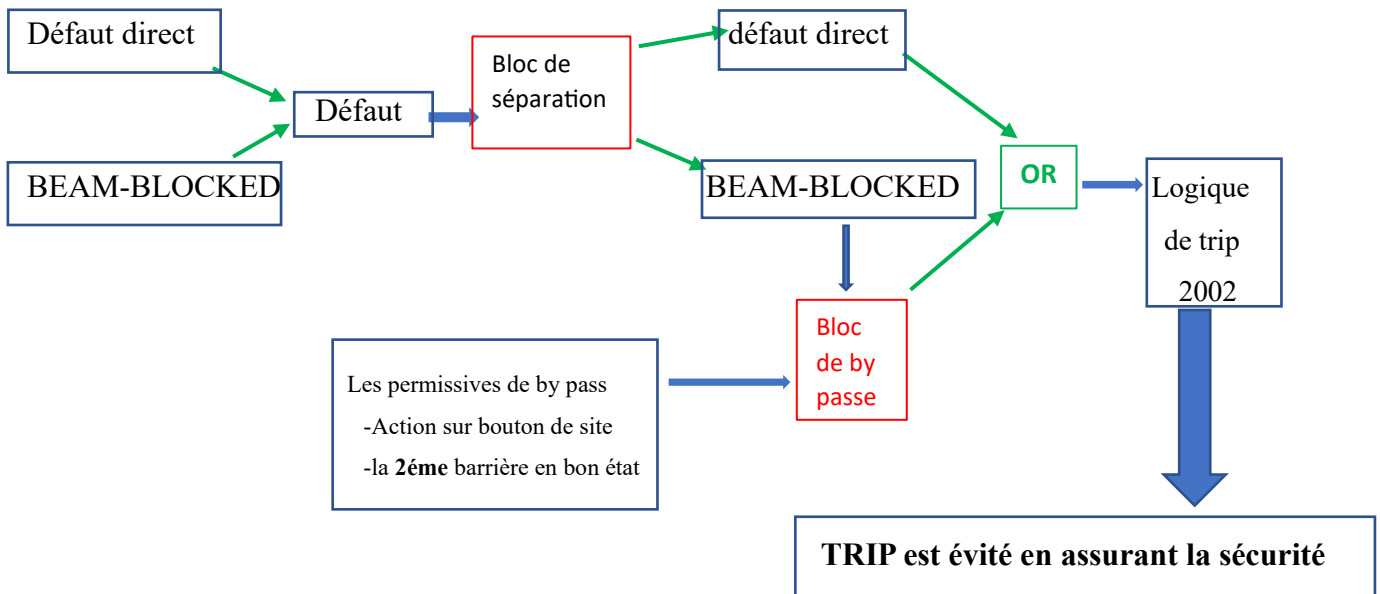 Défaut direct
BEAM-BLOCKED
Défaut
Bloc de
séparation
défaut direct
BEAM-BLOCKED
OR
Logique
de trip
2002
Les permissives de by pass
-Action sur bouton de site
-la 2éme barrière en bon état
Bloc
de by
passe
TRIP est évité en assurant la sécurité